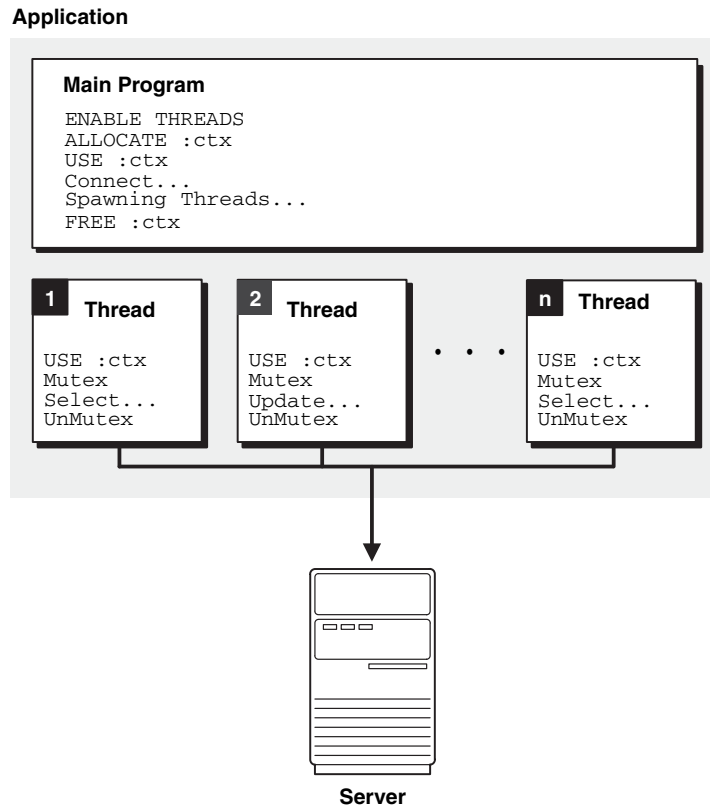 Application
Main Program
ENABLE THREADS
ALLOCATE :ctx
USE :ctx
Connect...
Spawning Threads...
FREE :ctx
1 Thread
USE :ctx
Mutex
Select...
UnMutex
2 Thread
USE :ctx
Mutex
Update...
UnMutex
. . .
n Thread
USE :ctx
Mutex
Select...
UnMutex
Server